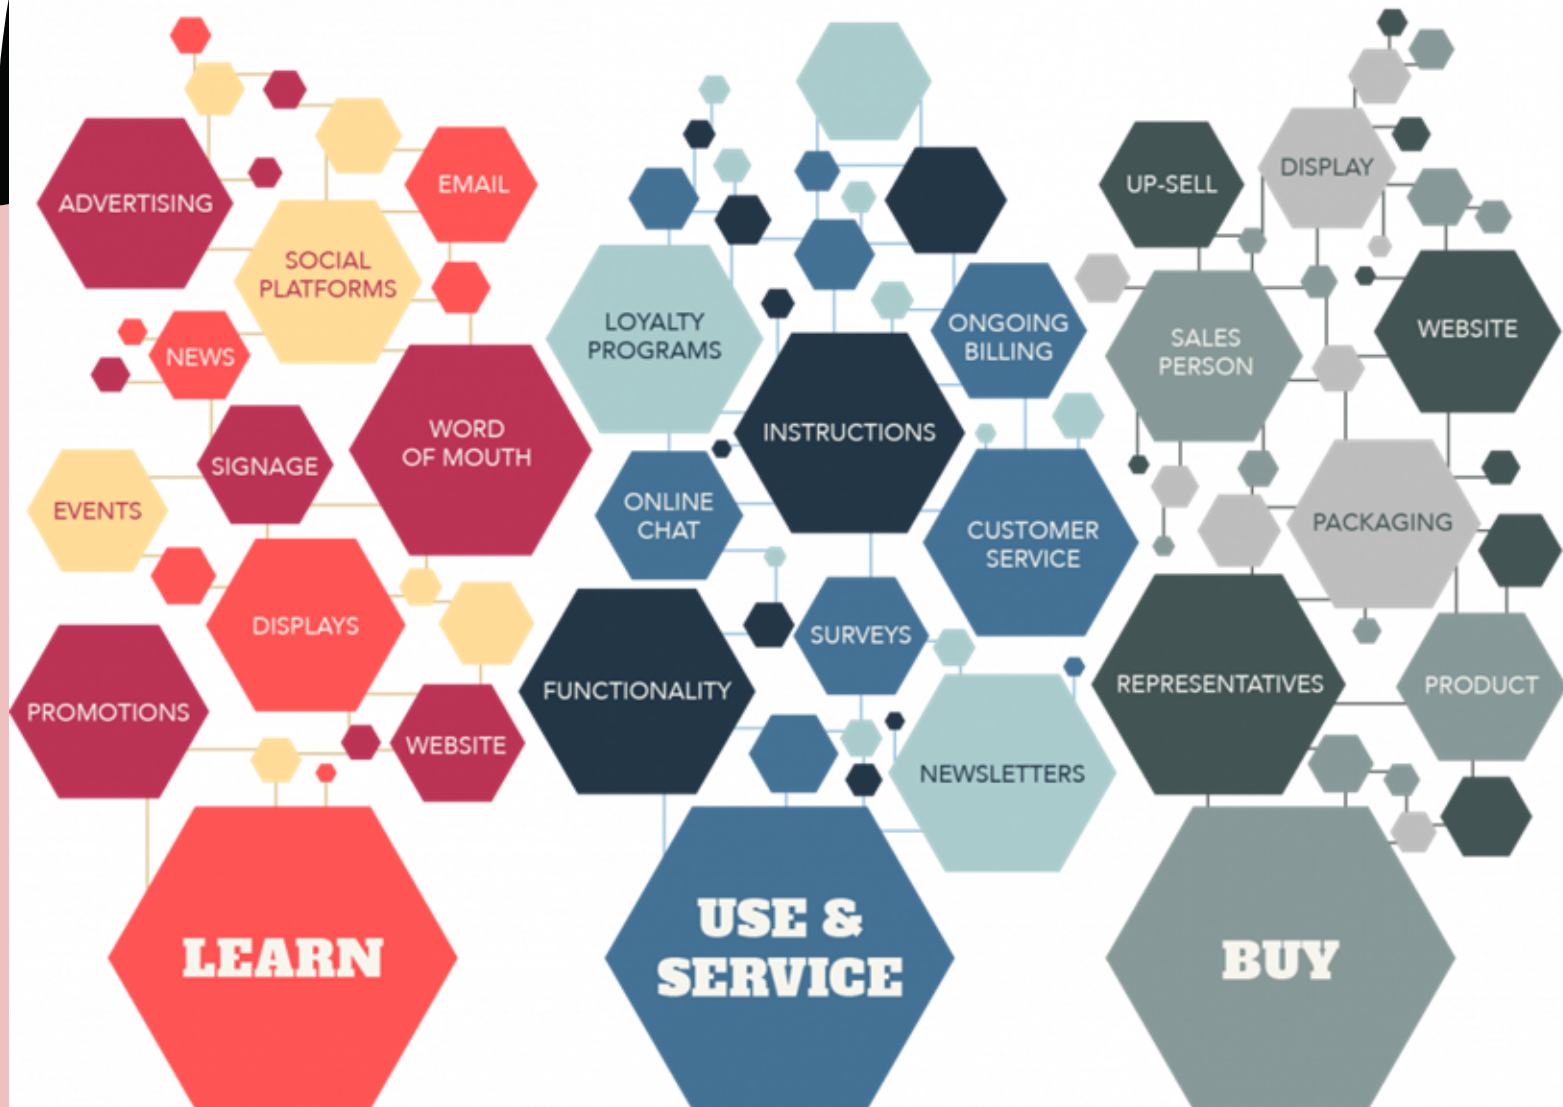 ADVERTISING
EMAIL
SOCIAL
PLATFORMS
NEWS
WORD
OF MOUTH
SIGNAGE
EVENTS
DISPLAYS
PROMOTIONS
WEBSITE
LEARN
LOYALTY
PROGRAMS
ONGOING
BILLING
INSTRUCTIONS
ONLINE
CHAT
CUSTOMER
SERVICE
SURVEYS
FUNCTIONALITY
NEWSLETTERS
USE &
SERVICE
UP-SELL
DISPLAY
SALES
PERSON
WEBSITE
PACKAGING
REPRESENTATIVES
PRODUCT
BUY